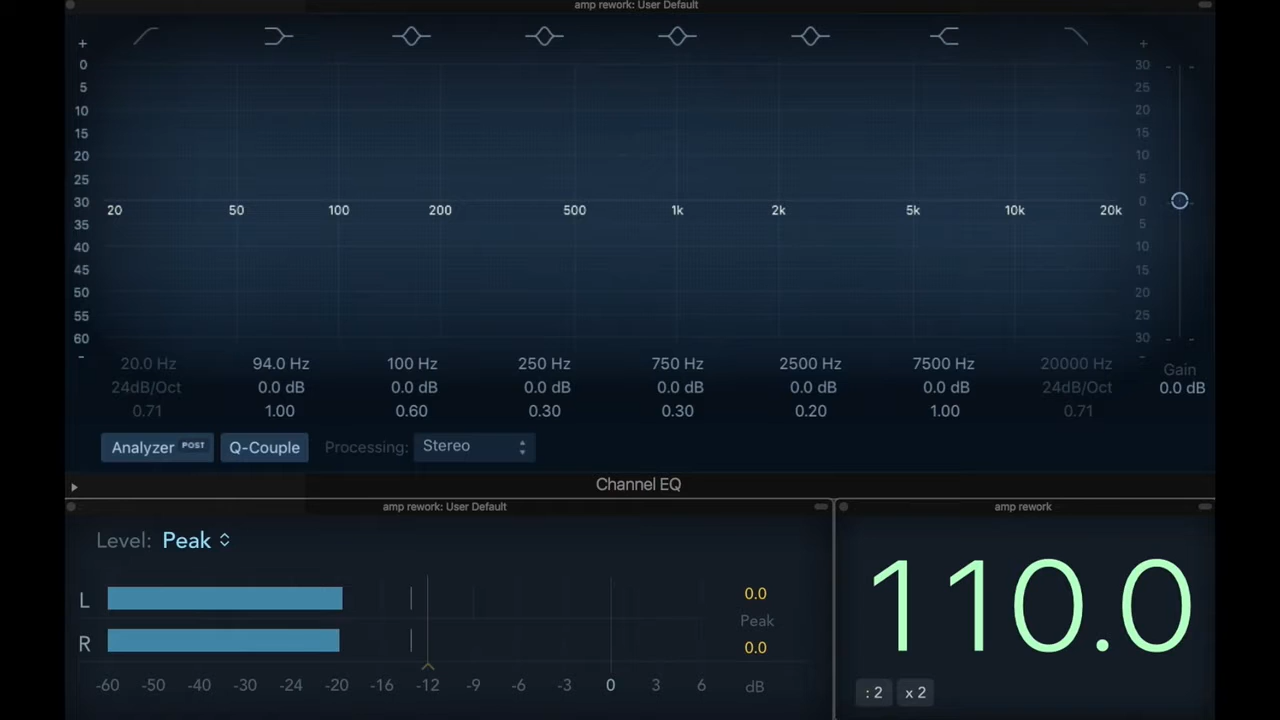 amp rework: User Default
+ +
0 30
5 25
10 20
15 15
20 10
25 5
30 20 50 100 200 500 1k 2k 5k 10k 20k 0
35 5
40 10
45 15
50 20
55 25
60 30
- -
20.0 Hz 94.0 Hz 100 Hz 250 Hz 750 Hz 2500 Hz 7500 Hz 20000 Hz Gain
24dB/Oct 0.0 dB 0.0 dB 0.0 dB 0.0 dB 0.0 dB 0.0 dB 24dB/Oct 0.0 dB
0.71 1.00 0.60 0.30 0.30 0.20 1.00 0.71
Analyzer POST Q-Couple Processing: Stereo
Channel EQ
amp rework: User Default
Level: Peak
L 0.0
Peak
R 0.0
-60 -50 -40 -30 -24 -20 -16 -12 -9 -6 -3 0 3 6 dB
amp rework
110.0
: 2 x 2